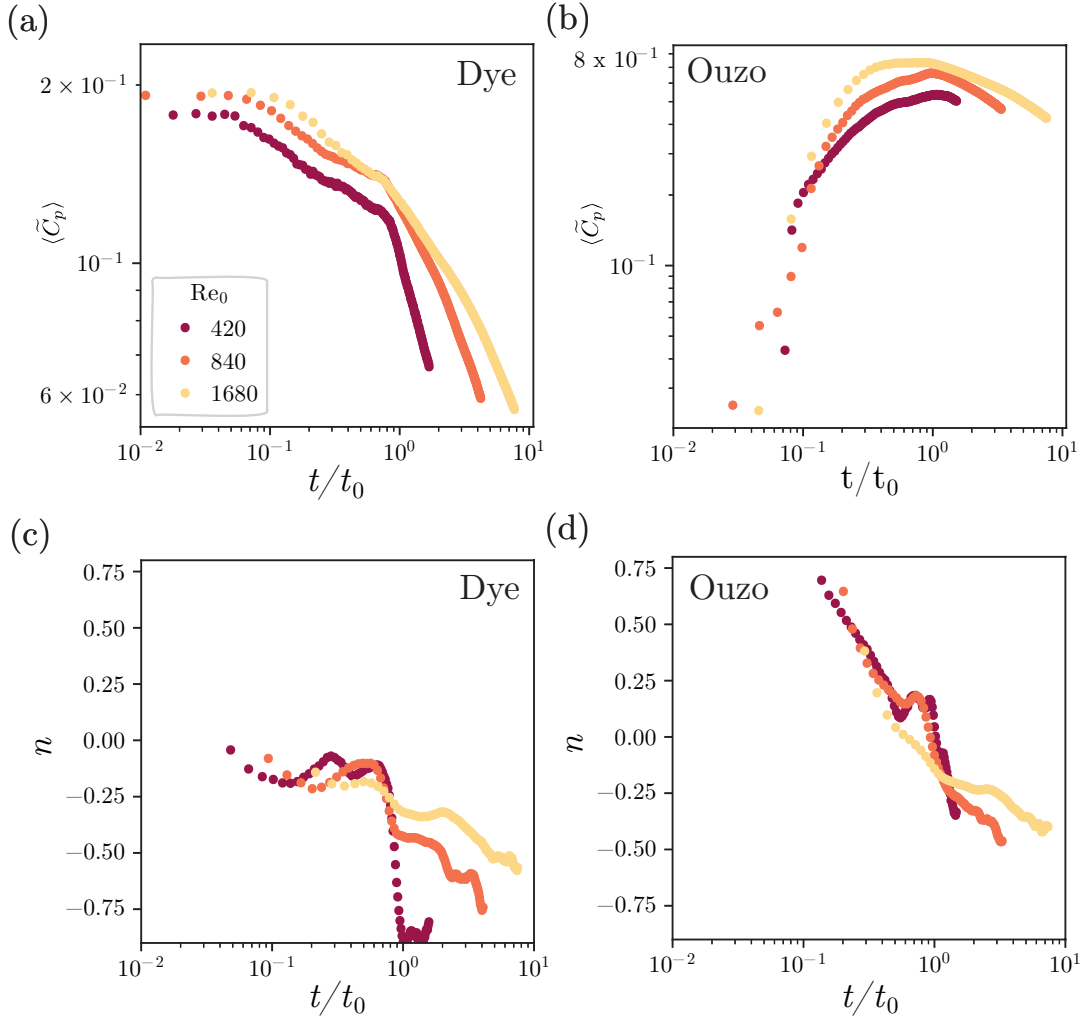 (a)
Dye
2 × 10⁻¹
10⁻¹
6 × 10⁻²
⟨C̃ₚ⟩
Re₀
420
840
1680
10⁻² 10⁻¹ 10⁰ 10¹
t/t₀
(b)
Ouzo
8 x 10⁻¹
10⁻¹
⟨C̃ₚ⟩
10⁻² 10⁻¹ 10⁰ 10¹
t/t₀
(c)
Dye
0.75
0.50
0.25
0.00
−0.25
−0.50
−0.75
n
10⁻² 10⁻¹ 10⁰ 10¹
t/t₀
(d)
Ouzo
0.75
0.50
0.25
0.00
−0.25
−0.50
−0.75
n
10⁻² 10⁻¹ 10⁰ 10¹
t/t₀